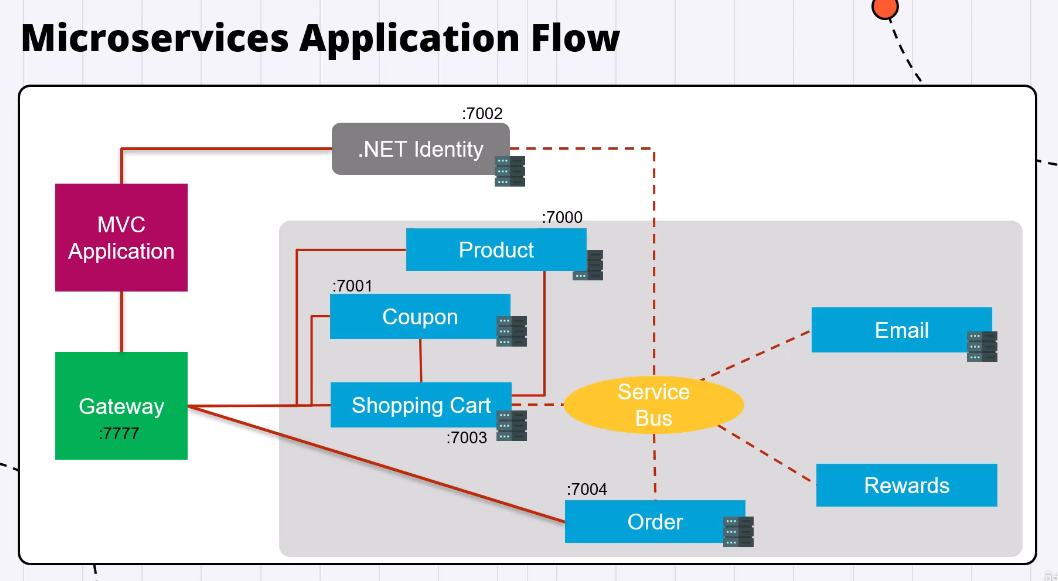 Microservices Application Flow
:7002
.NET Identity
MVC
Application
:7000
Product
:7001
Coupon
Email
Gateway
:7777
Shopping Cart
:7003
Service
Bus
Rewards
:7004
Order